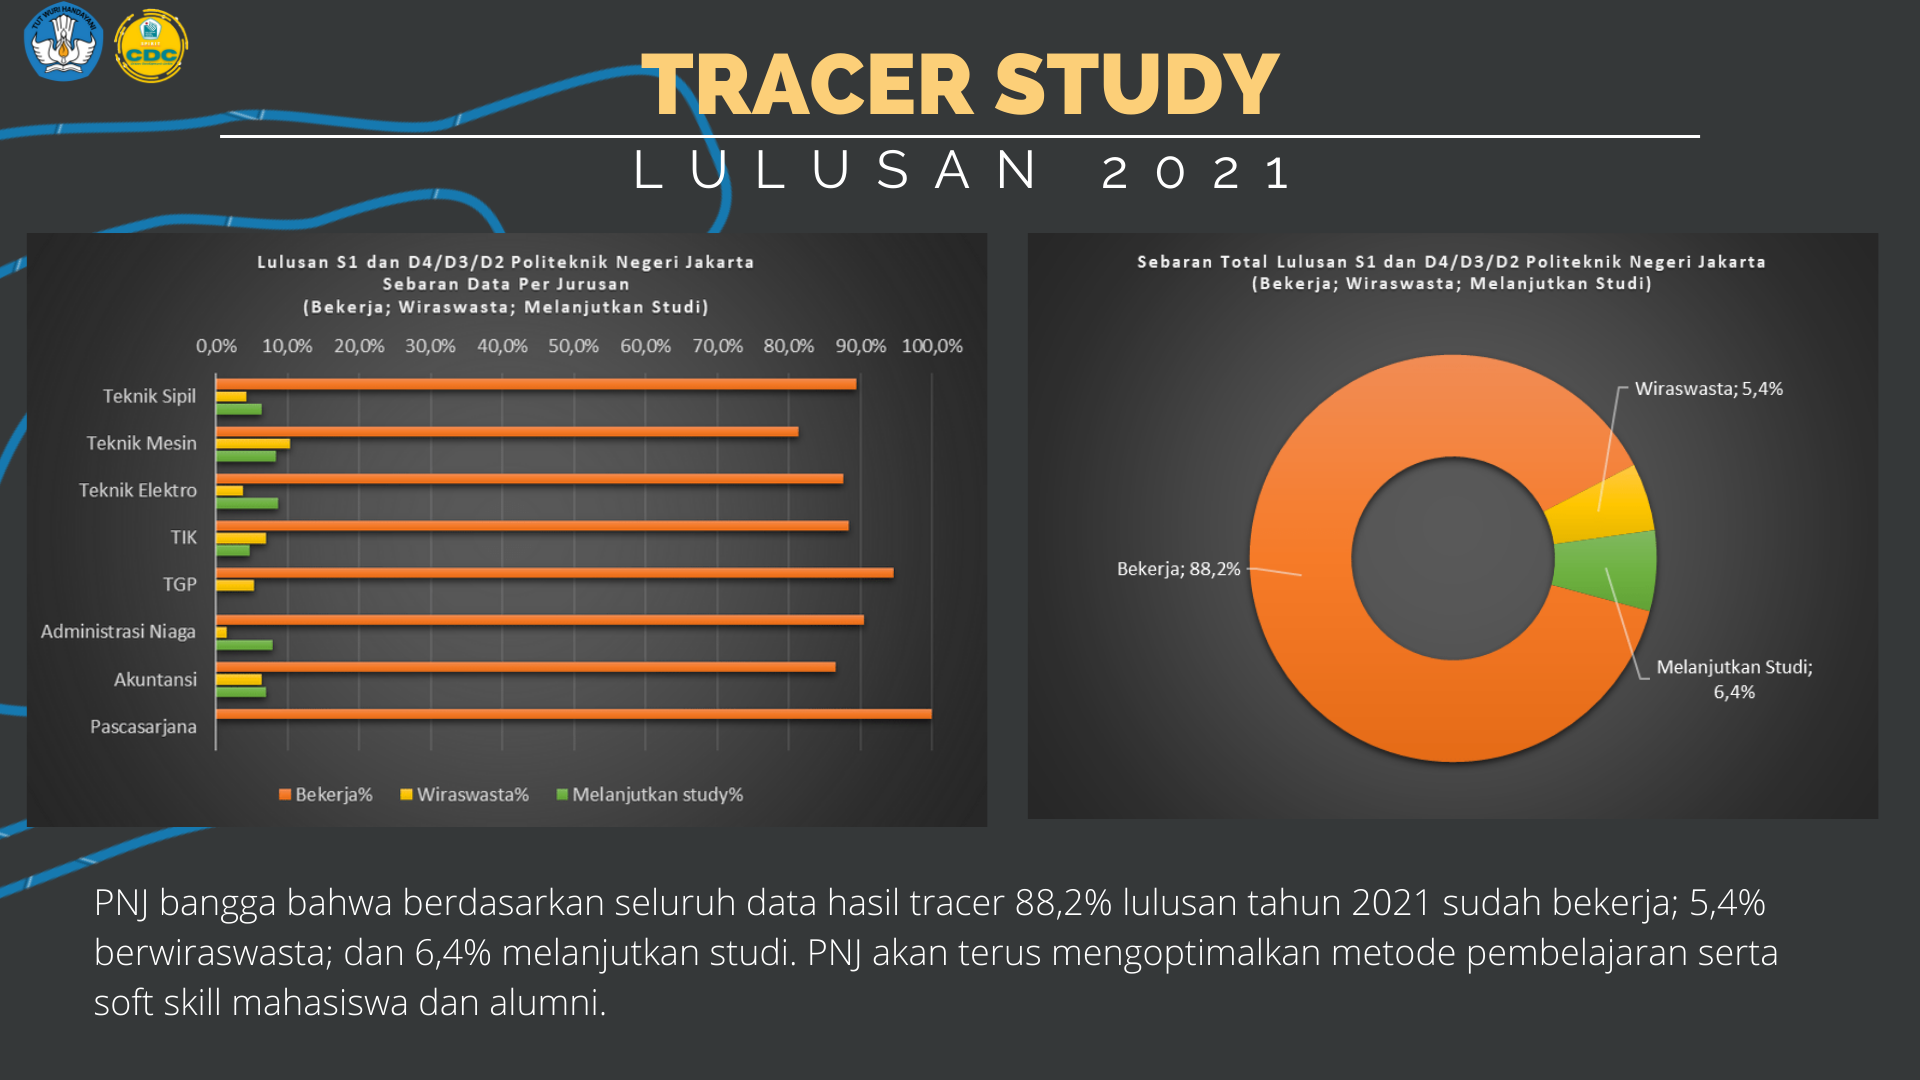 TUT WURI HANDAYANI
CDC
TRACER STUDY
LULUSAN 2021
Lulusan S1 dan D4/D3/D2 Politeknik Negeri Jakarta
Sebaran Data Per Jurusan
(Bekerja; Wiraswasta; Melanjutkan Studi)
0,0% 10,0% 20,0% 30,0% 40,0% 50,0% 60,0% 70,0% 80,0% 90,0% 100,0%
Teknik Sipil
Teknik Mesin
Teknik Elektro
TIK
TGP
Administrasi Niaga
Akuntansi
Pascasarjana
Bekerja% Wiraswasta% Melanjutkan study%
Sebaran Total Lulusan S1 dan D4/D3/D2 Politeknik Negeri Jakarta
(Bekerja; Wiraswasta; Melanjutkan Studi)
Wiraswasta; 5,4%
Bekerja; 88,2%
Melanjutkan Studi;
6,4%
PNJ bangga bahwa berdasarkan seluruh data hasil tracer 88,2% lulusan tahun 2021 sudah bekerja; 5,4%
berwiraswasta; dan 6,4% melanjutkan studi. PNJ akan terus mengoptimalkan metode pembelajaran serta
soft skill mahasiswa dan alumni.